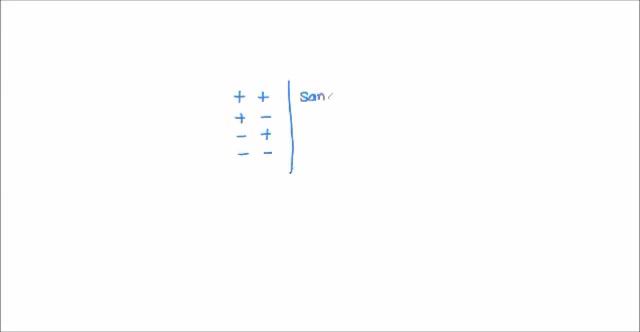 + + | San
+ -
- +
- -